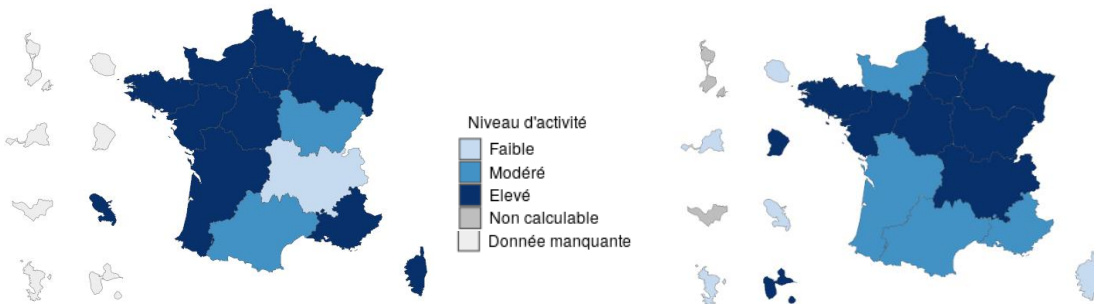 Niveau d'activité
Faible
Modéré
Elevé
Non calculable
Donnée manquante